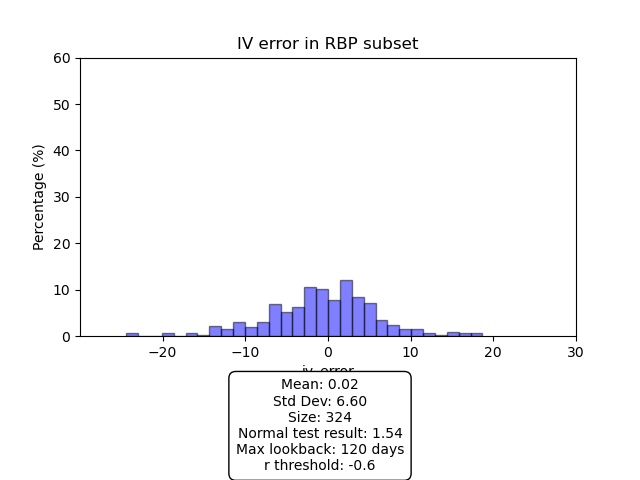 IV error in RBP subset
60
50
40
30
20
10
0
Percentage (%)
−20
−10
0
10
20
30
iv_error
Mean: 0.02
Std Dev: 6.60
Size: 324
Normal test result: 1.54
Max lookback: 120 days
r threshold: -0.6